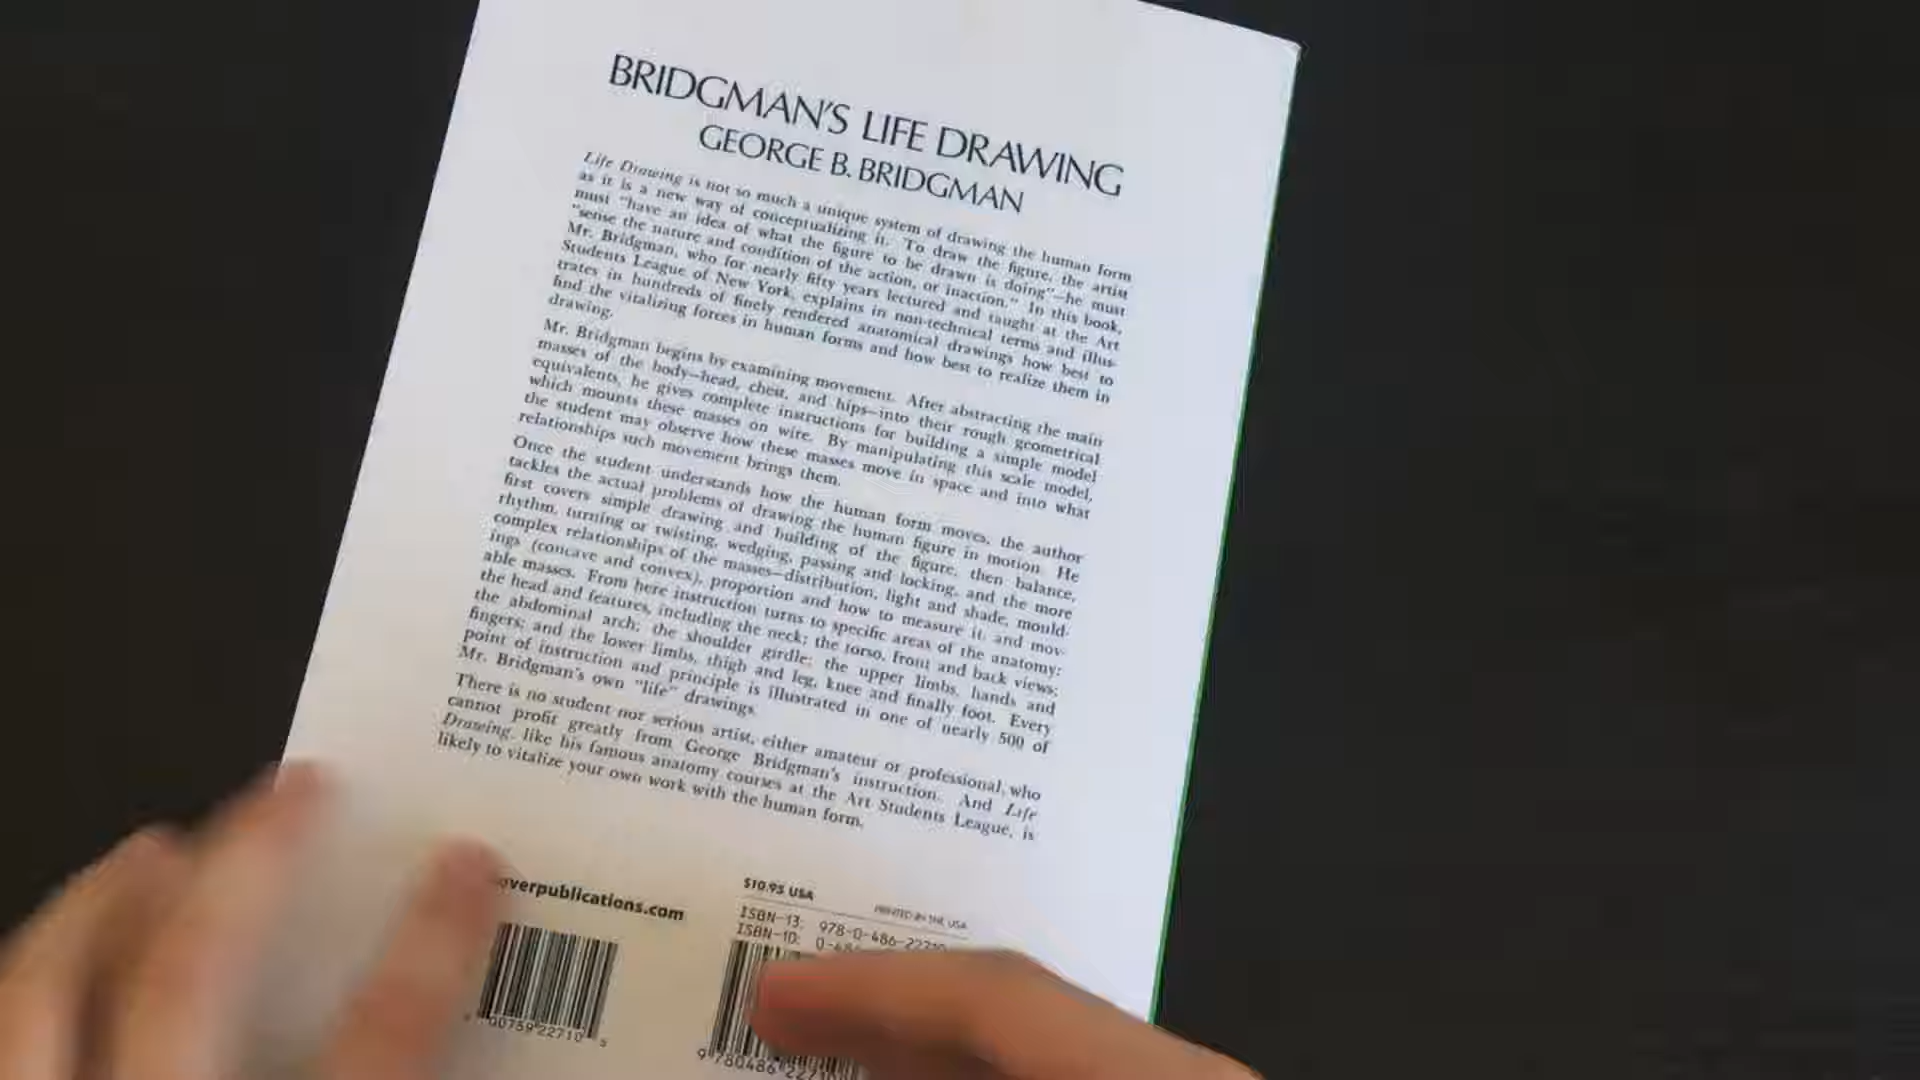 BRIDGMAN'S LIFE DRAWING
GEORGE B. BRIDGMAN
Life Drawing is not so much a unique system of drawing the human form
as it is a new way of conceptualizing it. To draw the figure, the artist
must "have an idea of what the figure to be drawn is doing"—he must
"sense the nature and condition of the action, or inaction." In this book,
Mr. Bridgman, who for nearly fifty years lectured and taught at the Art
Students League of New York, explains in non-technical terms and illus-
trates in hundreds of finely rendered anatomical drawings how best to
find the vitalizing forces in human forms and how best to realize them in
drawing.
Mr. Bridgman begins by examining movement. After abstracting the main
masses of the body—head, chest, and hips—into their rough geometrical
equivalents, he gives complete instructions for building a simple model
which mounts these masses on wire. By manipulating this scale model,
the student may observe how these masses move in space and into what
relationships such movement brings them.
Once the student understands how the human form moves, the author
tackles the actual problems of drawing the human figure in motion. He
first covers simple drawing and building of the figure, then balance,
rhythm, turning or twisting, wedging, passing and locking, and the more
complex relationships of the masses—distribution, light and shade, mould-
ings (concave and convex), proportion and how to measure it, and mov-
able masses. From here instruction turns to specific areas of the anatomy:
the head and features, including the neck; the torso, front and back views;
the abdominal arch; the shoulder girdle; the upper limbs, hands and
fingers; and the lower limbs, thigh and leg, knee and finally foot. Every
point of instruction and principle is illustrated in one of nearly 500 of
Mr. Bridgman's own "life" drawings.
There is no student nor serious artist, either amateur or professional, who
cannot profit greatly from George Bridgman's instruction. And Life
Drawing, like his famous anatomy courses at the Art Students League, is
likely to vitalize your own work with the human form.
overpublications.com
$10.95 USA
PRINTED IN THE USA
ISBN-13: 978-0-486-22710
ISBN-10: 0-486
00759 22710 5
9 780486 22710